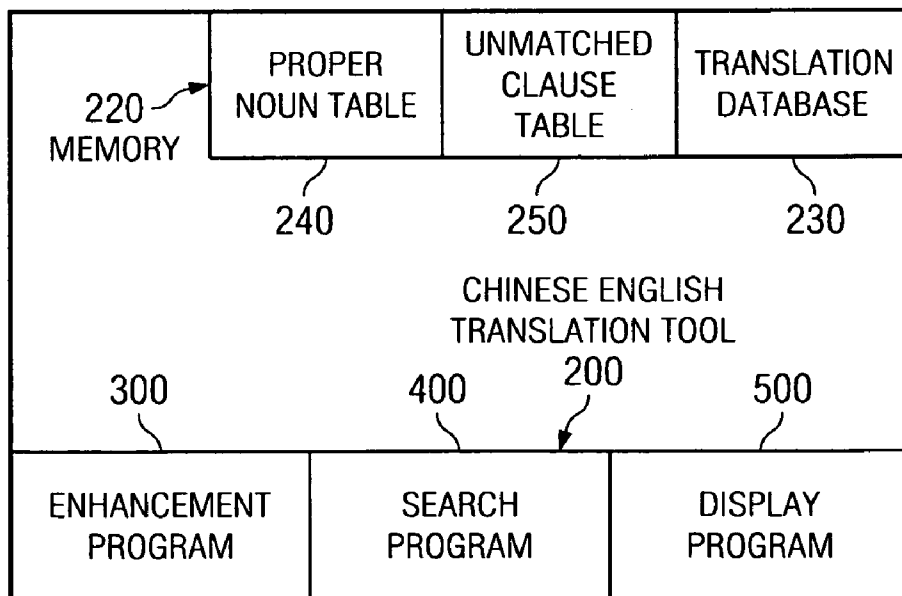 220
MEMORY
PROPER
NOUN TABLE
UNMATCHED
CLAUSE
TABLE
TRANSLATION
DATABASE
240
250
230
CHINESE ENGLISH
TRANSLATION TOOL
300
400
200
500
ENHANCEMENT
PROGRAM
SEARCH
PROGRAM
DISPLAY
PROGRAM